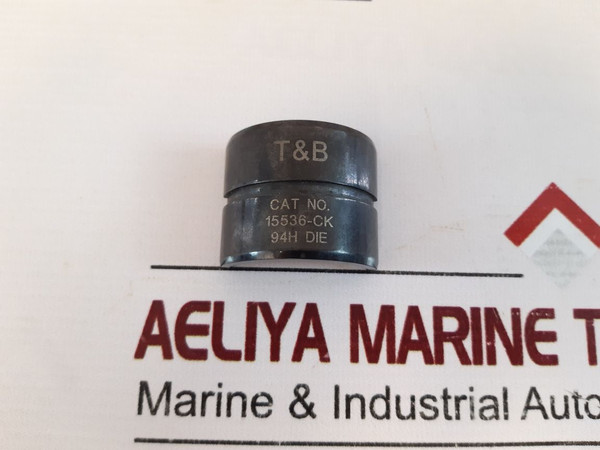 T&B
CAT NO.
15536-CK
94H DIE
AELIYA MARINE T
Marine & Industrial Auto